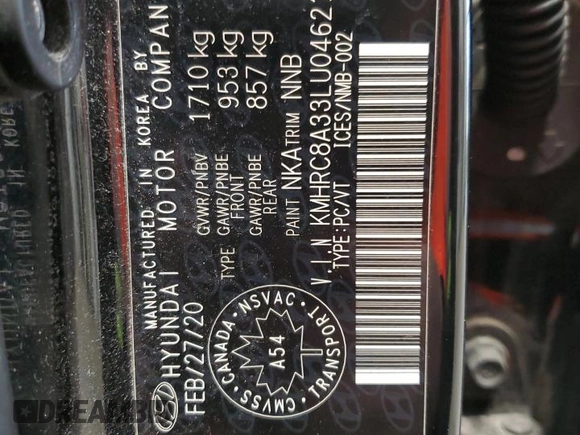 MANUFACTURED IN KOREA BY
HYUNDAI MOTOR COMPAN
FEB/27/20
GVWR/PNBV 1710 kg
TYPE GAWR/PNBE FRONT 953 kg
GAWR/PNBE REAR 857 kg
PAINT NKA TRIM NNB
V I N KMHRC8A33LU0462
TYPE:PC/VT ICES/NMB-002
CMVSS-CANADA-NSVAC
A54
TRANSPORT